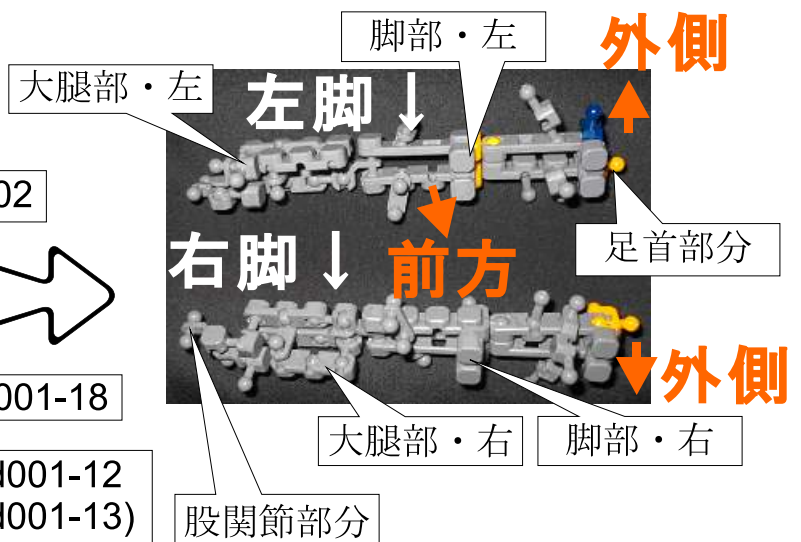 脚部・左
外側
大腿部・左
左脚↓
02
足首部分
右脚↓
前方
外側
001-18
大腿部・右
脚部・右
d001-12
d001-13)
股関節部分